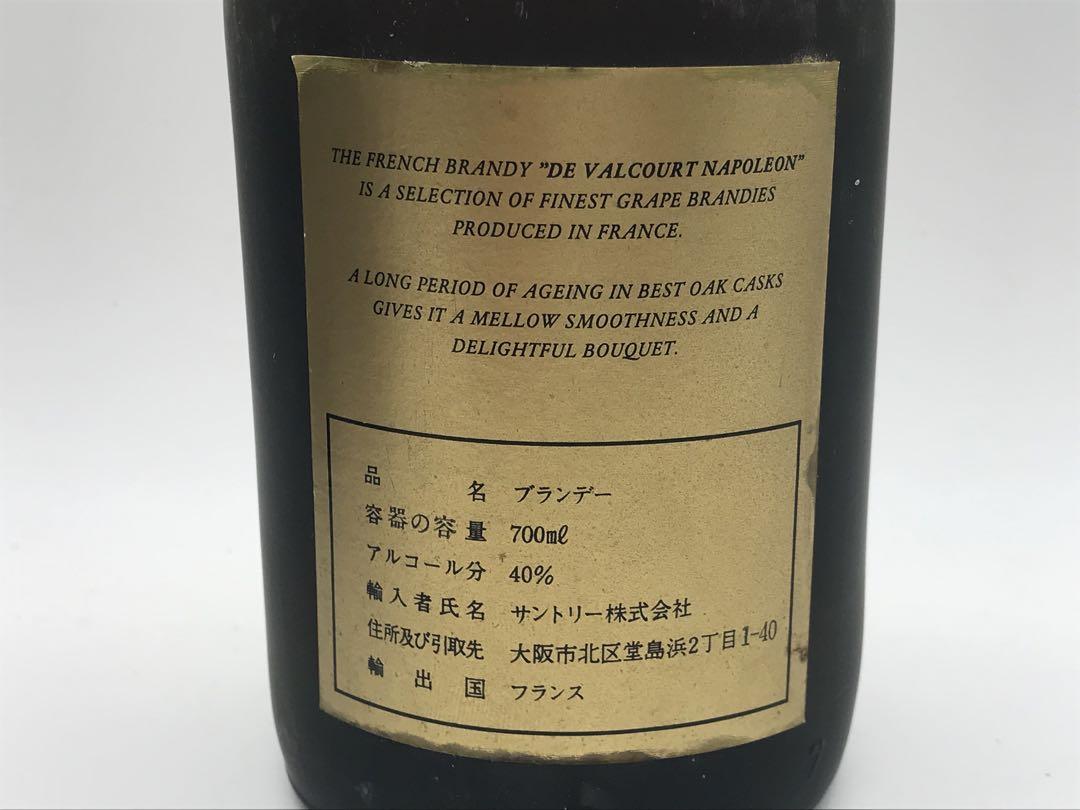 THE FRENCH BRANDY "DE VALCOURT NAPOLEON"
IS A SELECTION OF FINEST GRAPE BRANDIES
PRODUCED IN FRANCE.
A LONG PERIOD OF AGEING IN BEST OAK CASKS
GIVES IT A MELLOW SMOOTHNESS AND A
DELIGHTFUL BOUQUET.
品名 ブランデー
容器の容量 700ml
アルコール分 40%
輸入者氏名 サントリー株式会社
住所及び引取先 大阪市北区堂島浜2丁目1-40
輸出国 フランス